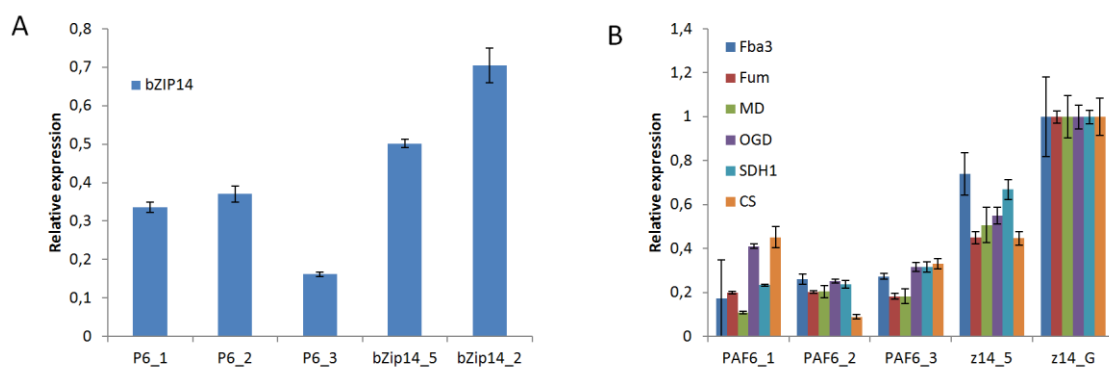 A
Relative expression
0,8
0,7
0,6
0,5
0,4
0,3
0,2
0,1
0
bZIP14
P6_1 P6_2 P6_3 bZip14_5 bZip14_2
B
Relative expression
1,4
1,2
1
0,8
0,6
0,4
0,2
0
Fba3
Fum
MD
OGD
SDH1
CS
PAF6_1 PAF6_2 PAF6_3 z14_5 z14_G